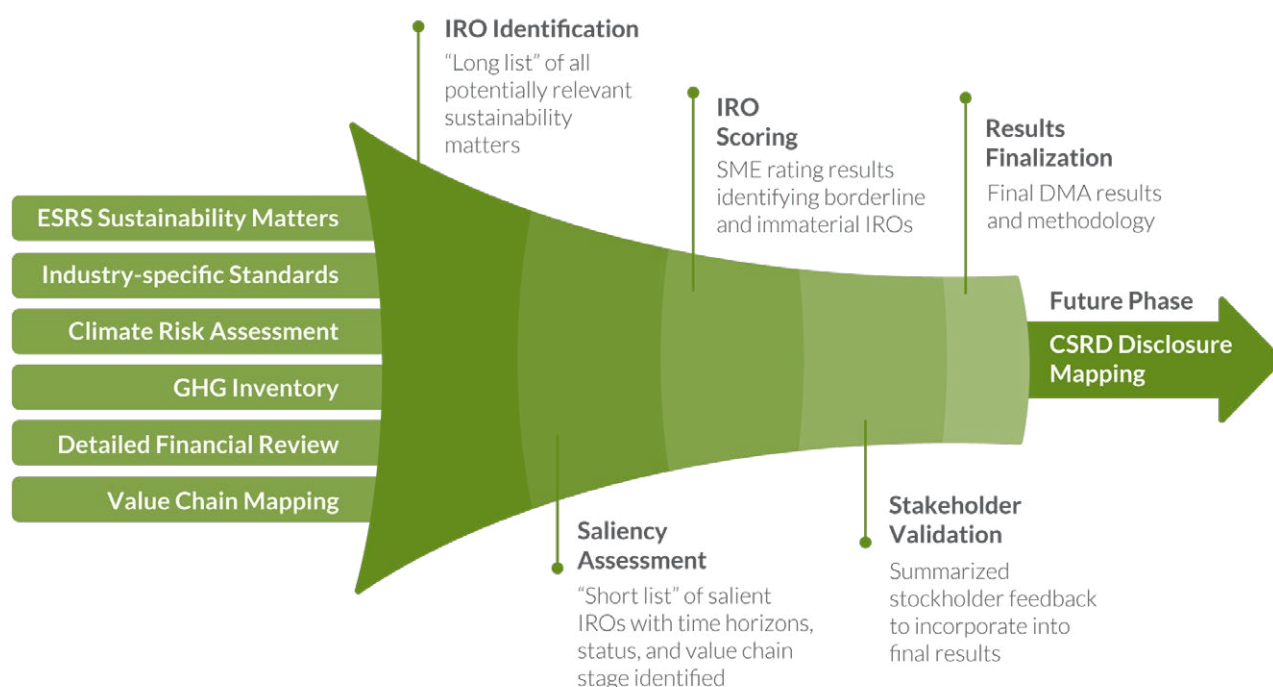 IRO Identification
“Long list” of all
potentially relevant
sustainability
matters
IRO
Scoring
SME rating results
identifying borderline
and immaterial IROs
Results
Finalization
Final DMA results
and methodology
ESRS Sustainability Matters
Industry-specific Standards
Climate Risk Assessment
GHG Inventory
Detailed Financial Review
Value Chain Mapping
Future Phase
CSRD Disclosure
Mapping
Saliency
Assessment
“Short list” of salient
IROs with time horizons,
status, and value chain
stage identified
Stakeholder
Validation
Summarized
stockholder feedback
to incorporate into
final results